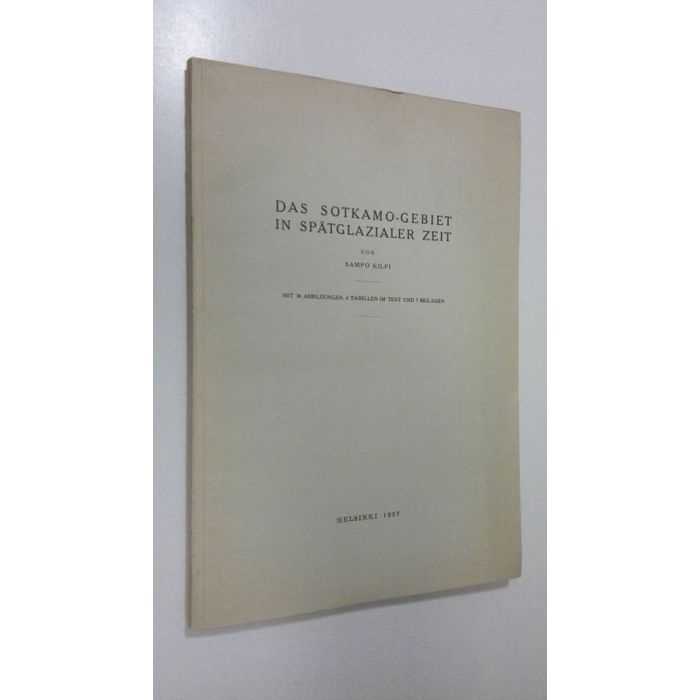 DAS SOTKAMO-GEBIET
IN SPÄTGLAZIALER ZEIT
VON
SAMPO KILPI
MIT 36 ABBILDUNGEN, 4 TABELLEN IM TEXT UND 3 BEILAGEN
HELSINKI 1937